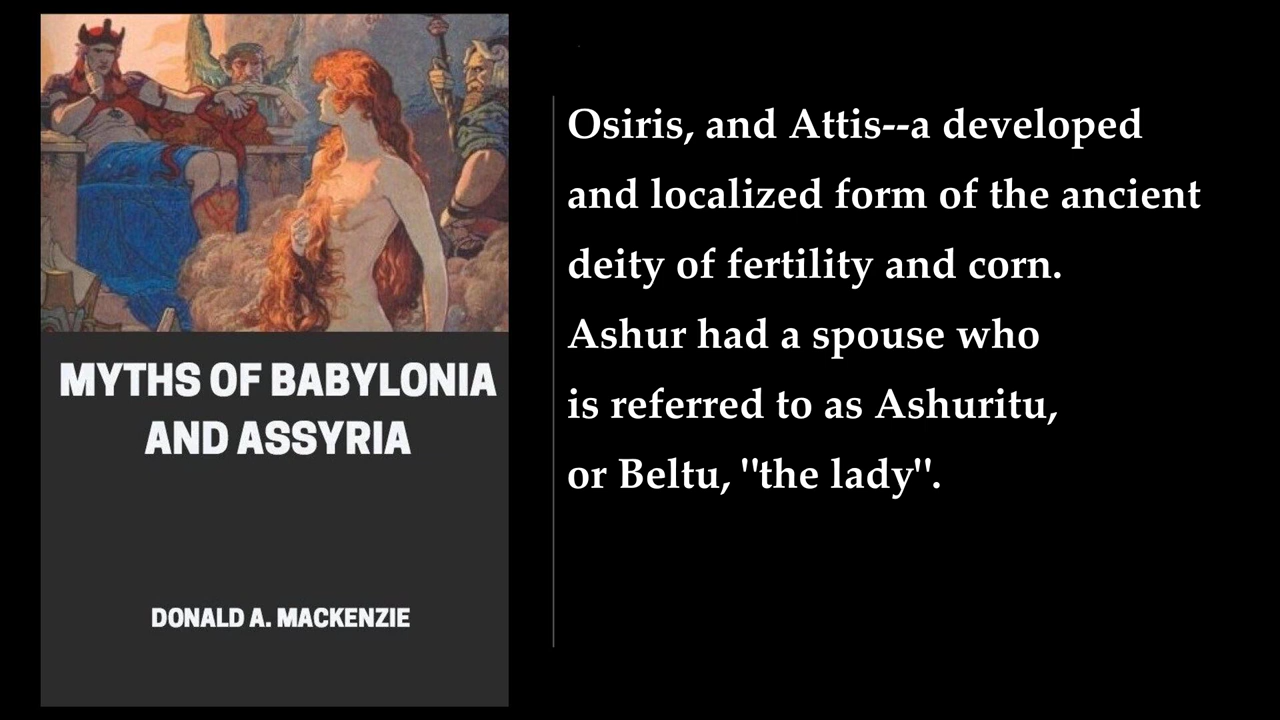 MYTHS OF BABYLONIA
AND ASSYRIA
DONALD A. MACKENZIE
Osiris, and Attis--a developed
and localized form of the ancient
deity of fertility and corn.
Ashur had a spouse who
is referred to as Ashuritu,
or Beltu, "the lady".